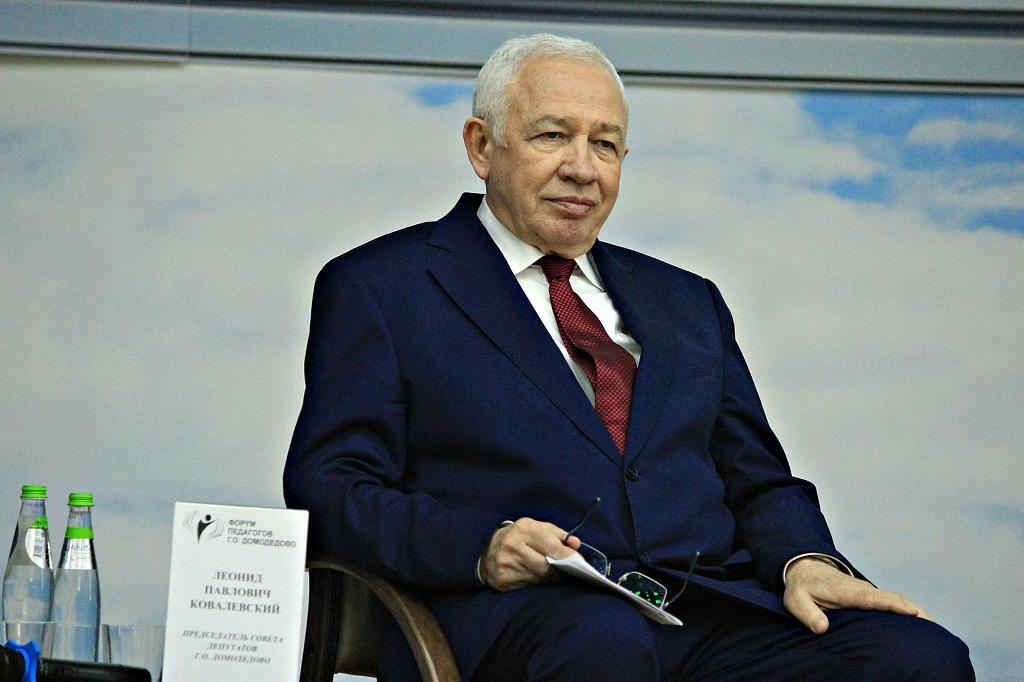 ФОРУМ
ПЕДАГОГОВ
Г.О. ДОМОДЕДОВО
ЛЕОНИД
ПАВЛОВИЧ
КОВАЛЕВСКИЙ
ПРЕДСЕДАТЕЛЬ СОВЕТА
ДЕПУТАТОВ
Г.О. ДОМОДЕДОВО